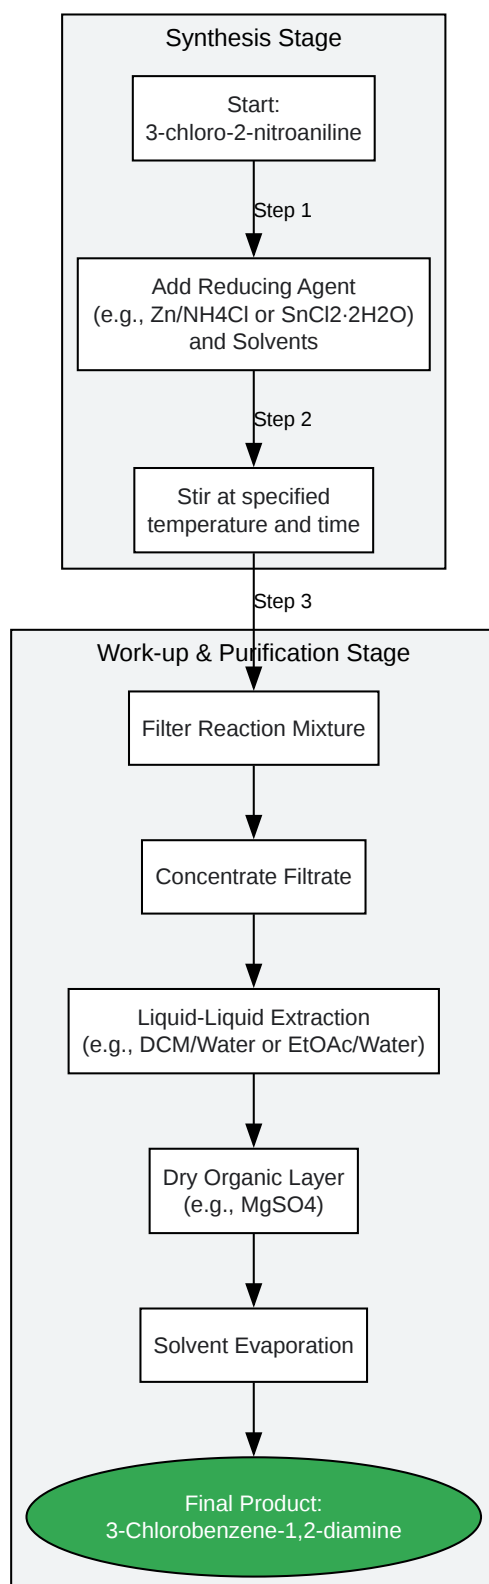 Synthesis Stage
Start:
3-chloro-2-nitroaniline
Step 1
Add Reducing Agent
(e.g., Zn/NH4Cl or SnCl2·2H2O)
and Solvents
Step 2
Stir at specified
temperature and time
Step 3
Work-up & Purification Stage
Filter Reaction Mixture
Concentrate Filtrate
Liquid-Liquid Extraction
(e.g., DCM/Water or EtOAc/Water)
Dry Organic Layer
(e.g., MgSO4)
Solvent Evaporation
Final Product:
3-Chlorobenzene-1,2-diamine